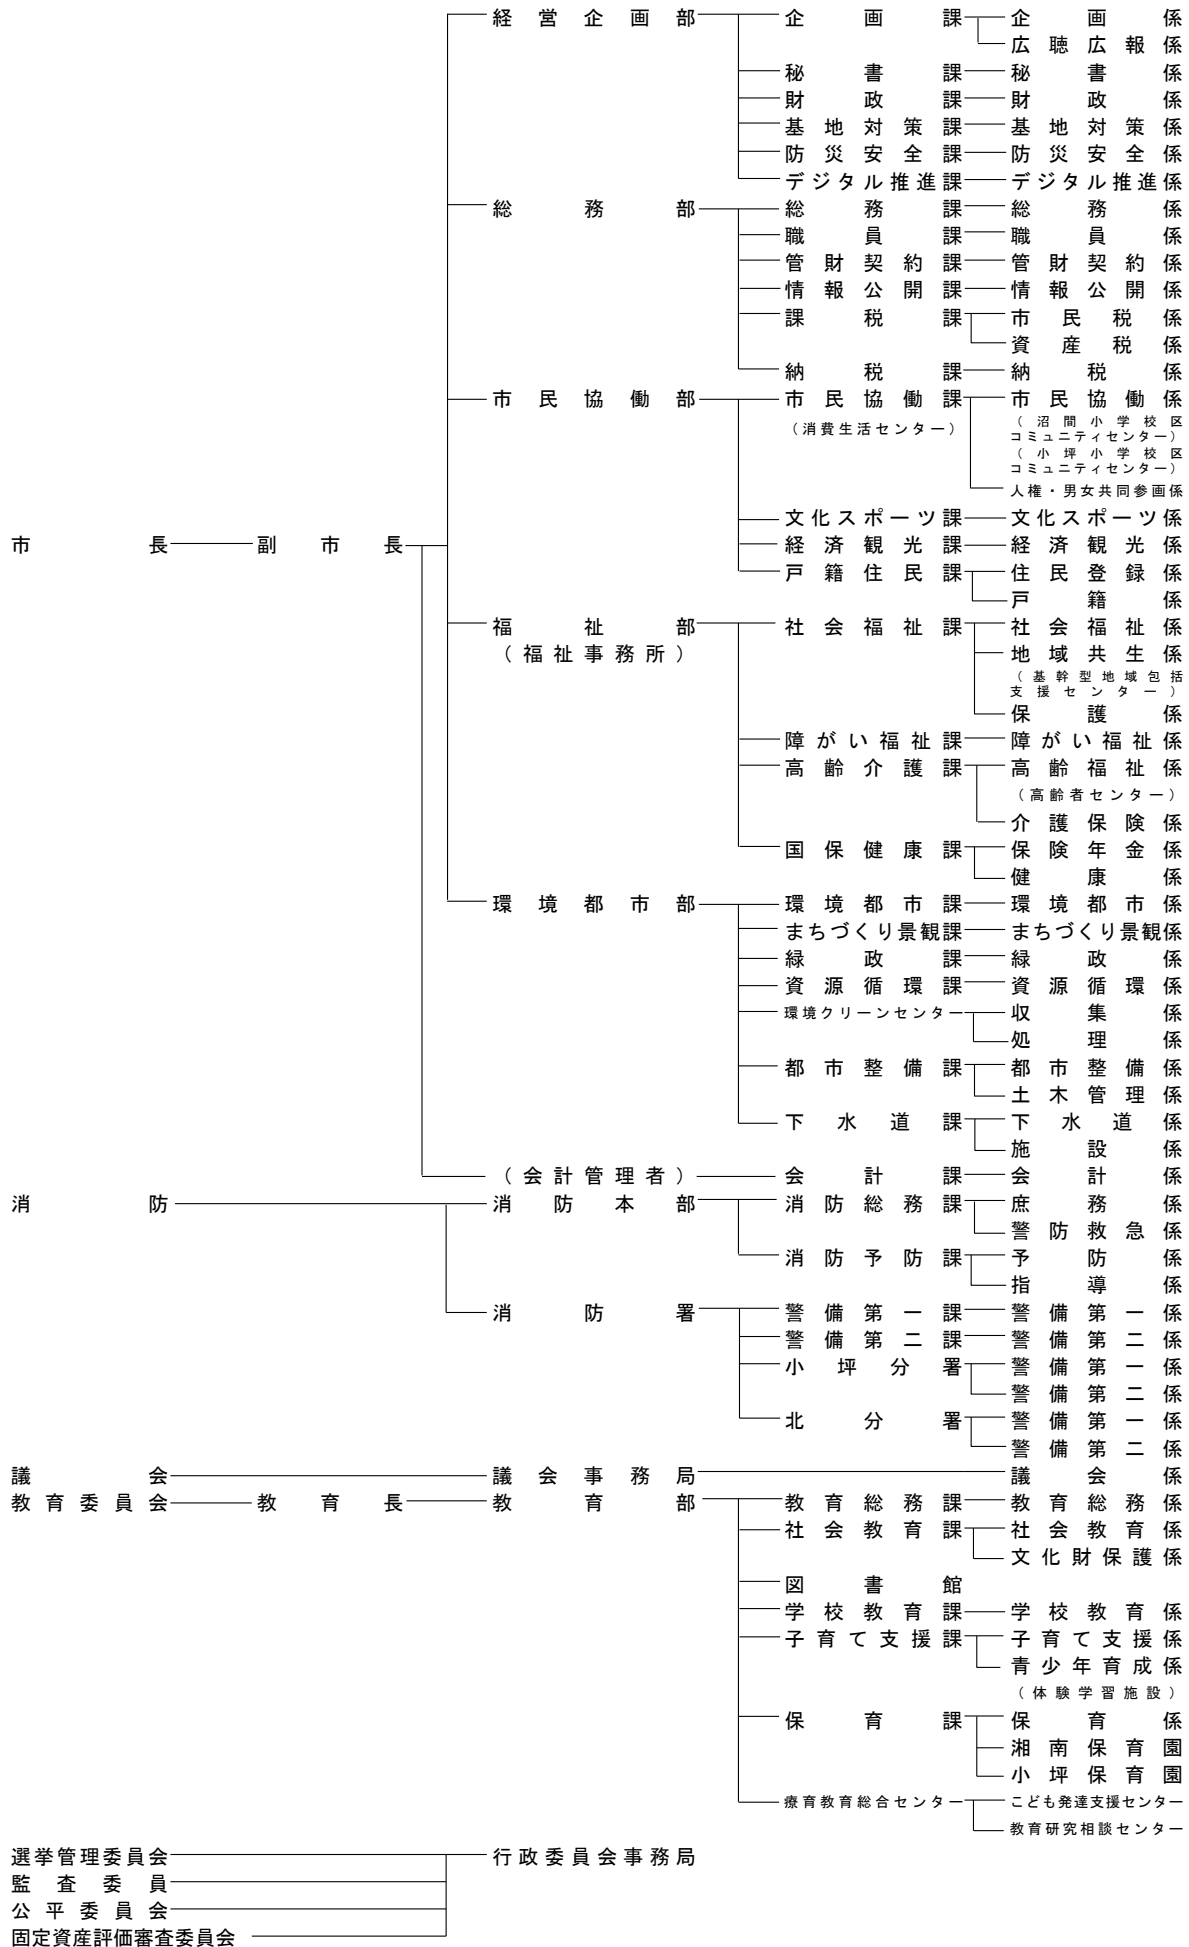 経営企画部 企画課 企画係
広聴広報係
秘書課 秘書係
財政課 財政係
基地対策課 基地対策係
防災安全課 防災安全係
デジタル推進課 デジタル推進係
総務部 総務課 総務係
職員課 職員係
管財契約課 管財契約係
情報公開課 情報公開係
課税課 市民税係
資産税係
納税課 納税係
市民協働部 市民協働課 市民協働係
(消費生活センター) (沼間小学校区
コミュニティセンター)
(小坪小学校区
コミュニティセンター)
人権・男女共同参画係
文化スポーツ課 文化スポーツ係
市長 副市長 経済観光課 経済観光係
戸籍住民課 住民登録係
戸籍係
福祉部 社会福祉課 社会福祉係
(福祉事務所) 地域共生係
(基幹型地域包括
支援センター)
保護係
障がい福祉課 障がい福祉係
高齢介護課 高齢福祉係
(高齢者センター)
介護保険係
国保健康課 保険年金係
健康係
環境都市部 環境都市課 環境都市係
まちづくり景観課 まちづくり景観係
緑政課 緑政係
資源循環課 資源循環係
環境クリーンセンター 収集係
処理係
都市整備課 都市整備係
土木管理係
下水道課 下水道係
施設係
(会計管理者) 会計課 会計係
消防 消防本部 消防総務課 庶務係
警防救急係
消防予防課 予防係
指導係
消防署 警備第一課 警備第一係
警備第二課 警備第二係
小坪分署 警備第一係
警備第二係
北分署 警備第一係
警備第二係
議会 議会事務局 議会係
教育委員会 教育長 教育部 教育総務課 教育総務係
社会教育課 社会教育係
文化財保護係
図書館
学校教育課 学校教育係
子育て支援課 子育て支援係
青少年育成係
(体験学習施設)
保育課 保育係
湘南保育園
小坪保育園
療育教育総合センター こども発達支援センター
教育研究相談センター
選挙管理委員会 行政委員会事務局
監査委員
公平委員会
固定資産評価審査委員会